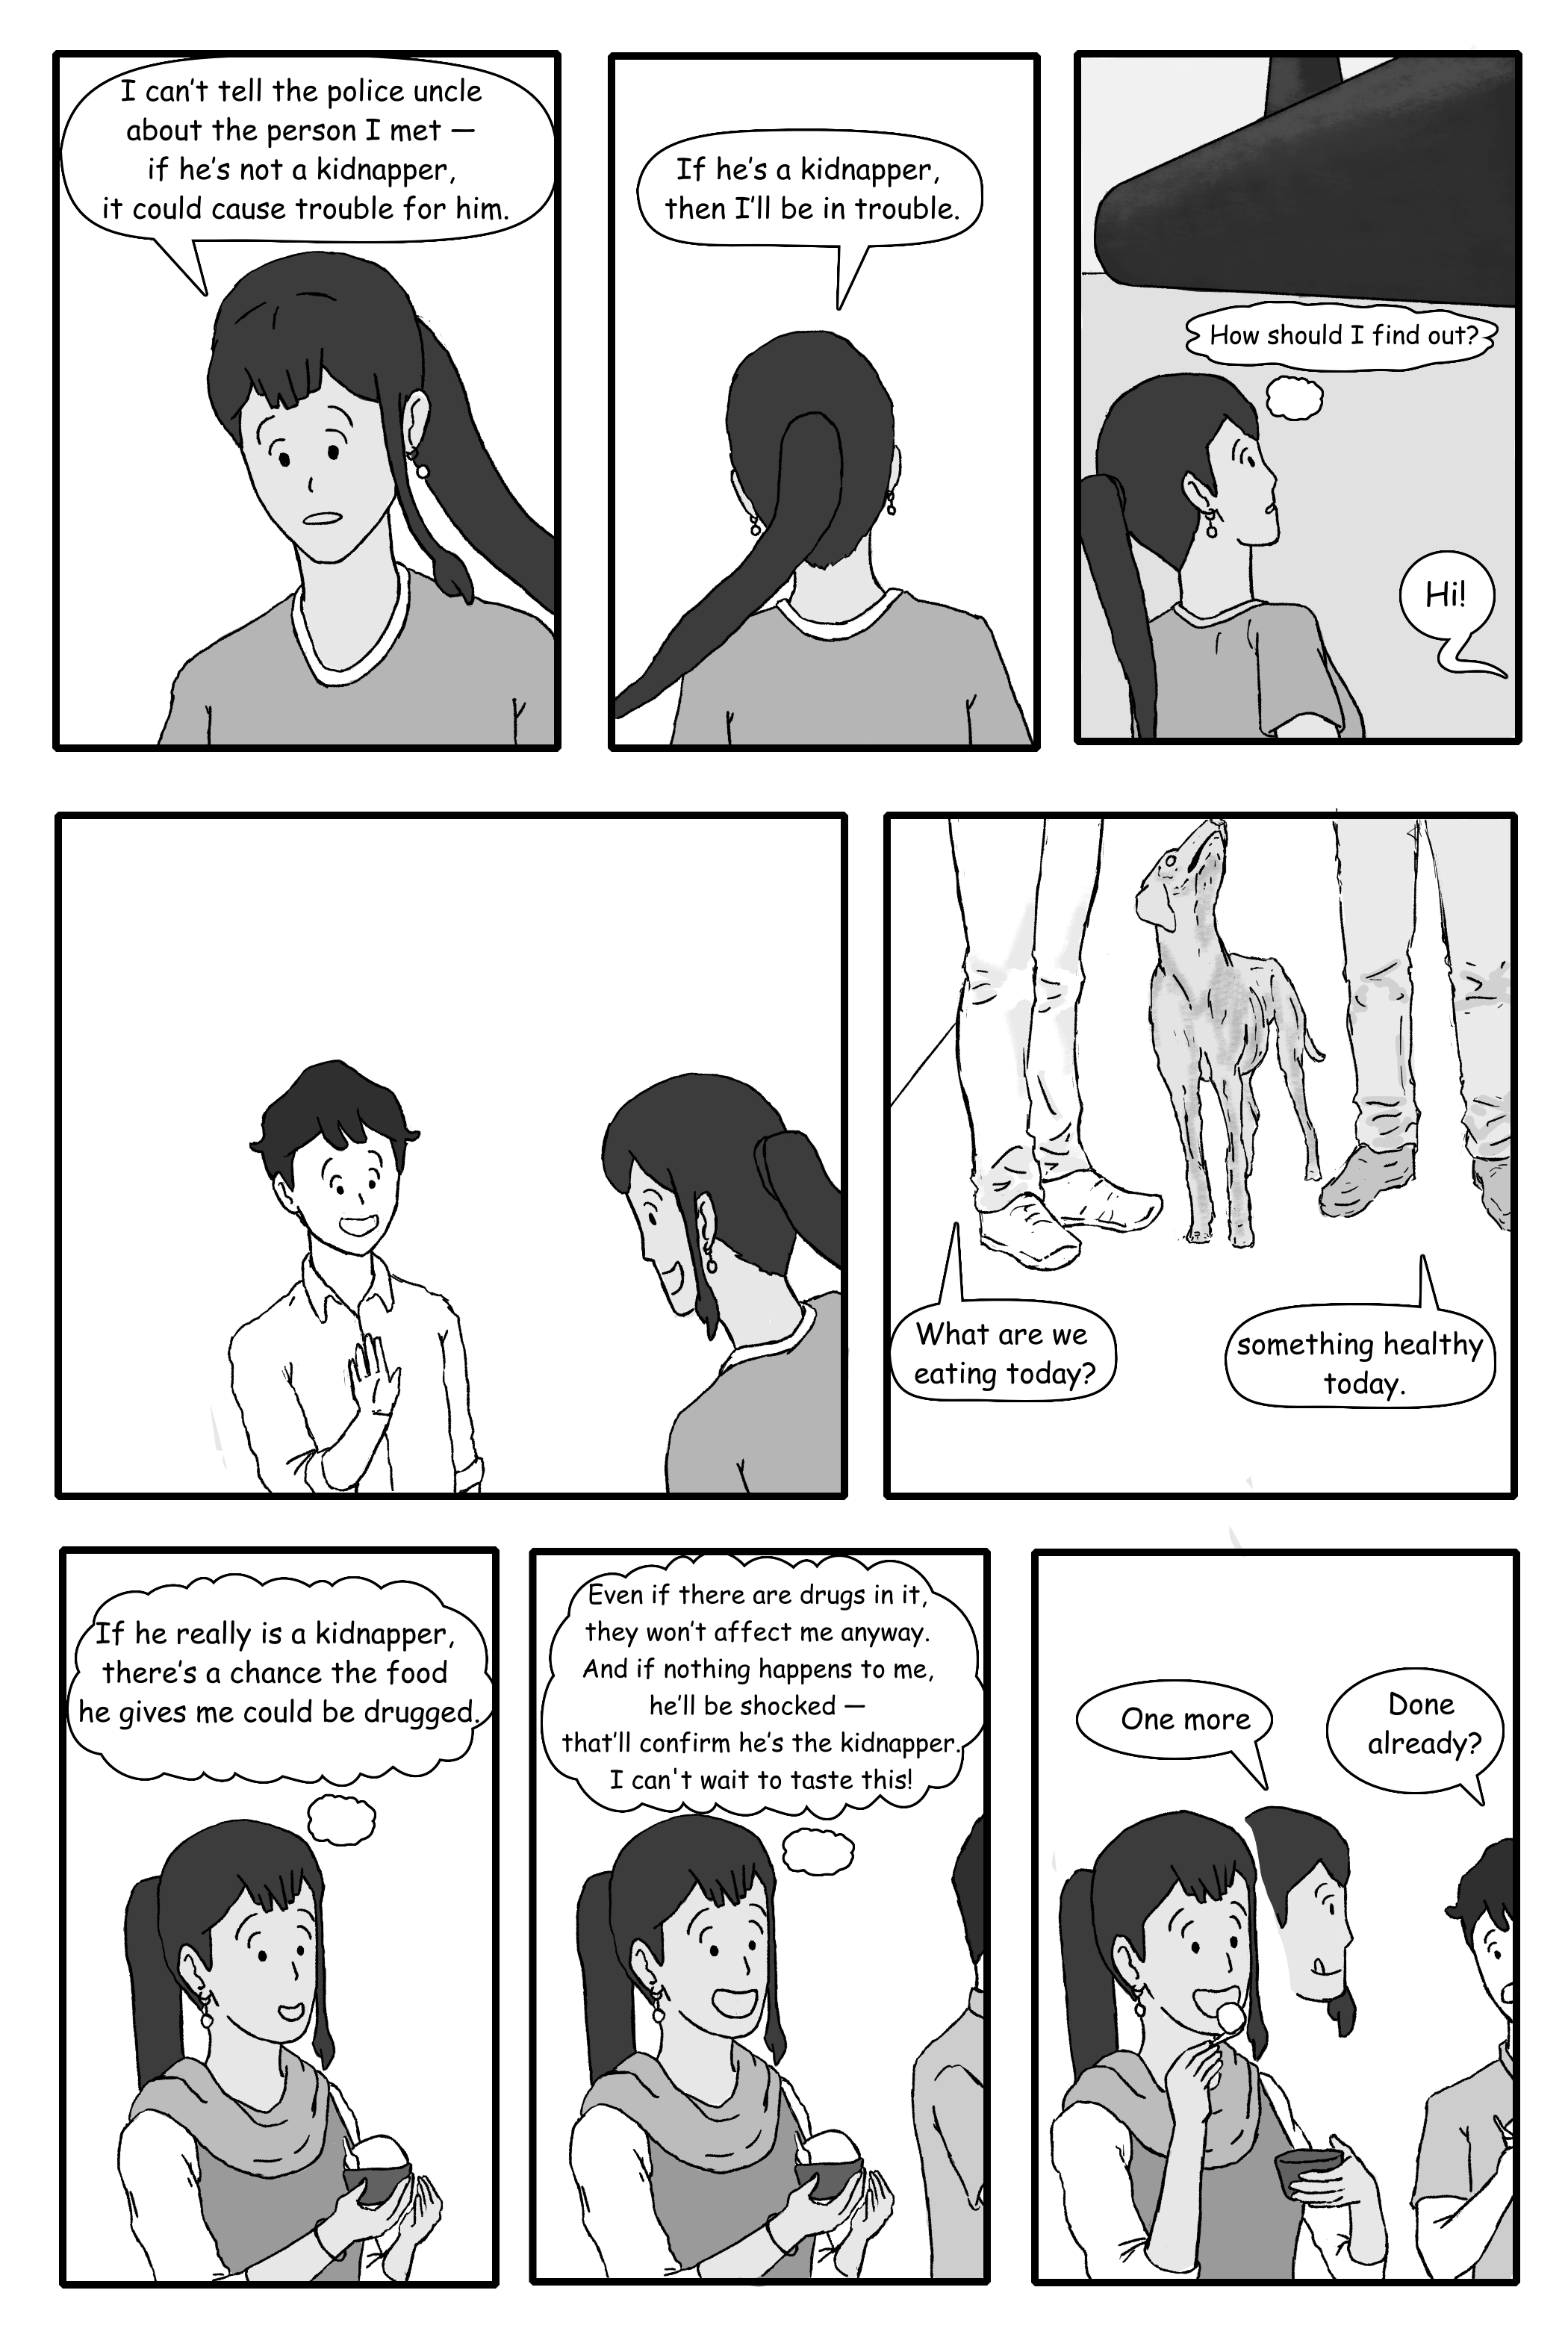 I can't tell the police uncle
about the person I met —
if he's not a kidnapper,
it could cause trouble for him.
If he's a kidnapper,
then I'll be in trouble.
How should I find out?
Hi!
What are we
eating today?
something healthy
today.
If he really is a kidnapper,
there's a chance the food
he gives me could be drugged.
Even if there are drugs in it,
they won't affect me anyway.
And if nothing happens to me,
he'll be shocked —
that'll confirm he's the kidnapper.
I can't wait to taste this!
One more
Done
already?